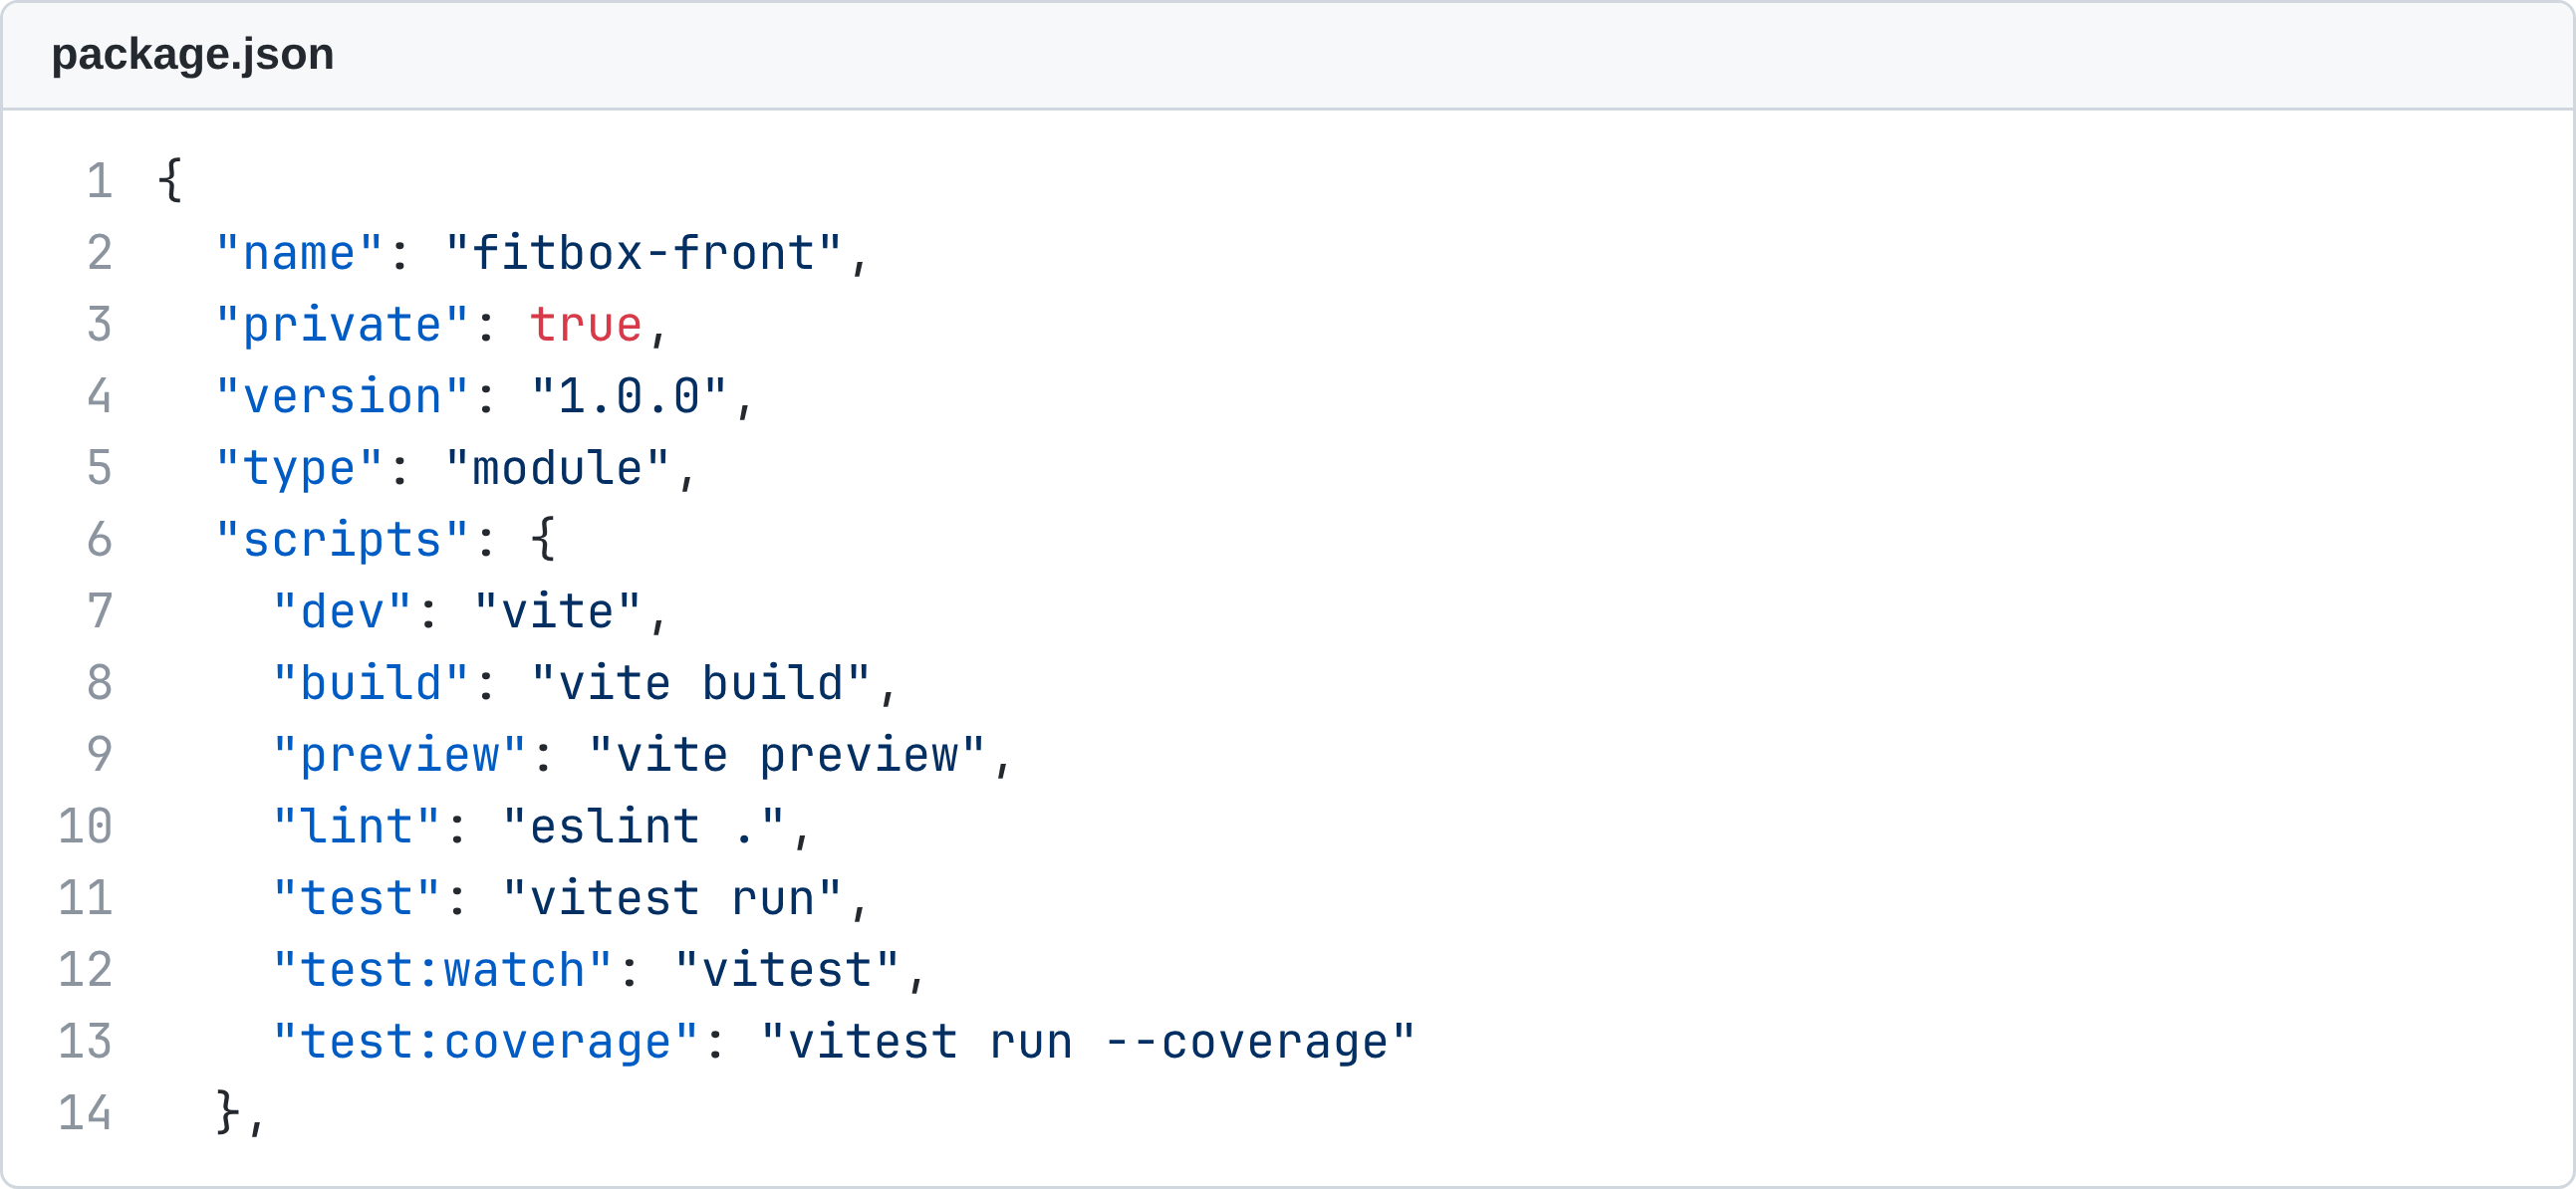 package.json
1 {
2   "name": "fitbox-front",
3   "private": true,
4   "version": "1.0.0",
5   "type": "module",
6   "scripts": {
7     "dev": "vite",
8     "build": "vite build",
9     "preview": "vite preview",
10     "lint": "eslint .",
11     "test": "vitest run",
12     "test:watch": "vitest",
13     "test:coverage": "vitest run --coverage"
14   },